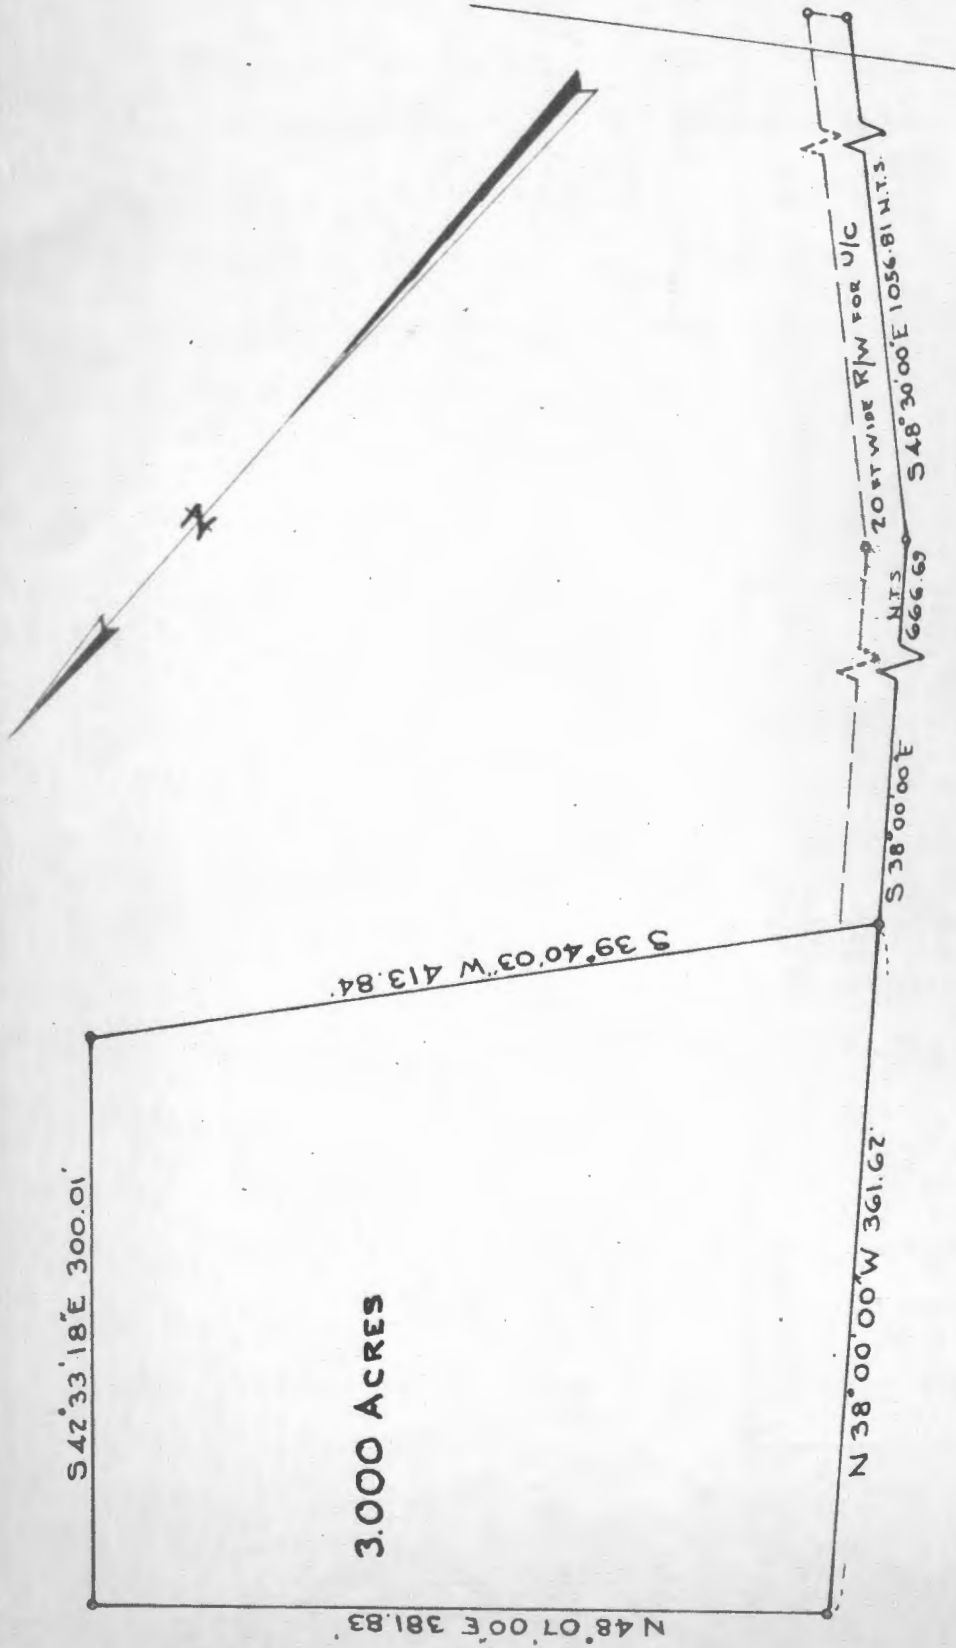 N
20 FT WIDE R/W FOR U/C
S 48° 30' 00" E 1056.81 N.T.S.
N.T.S
666.69
S 38° 00' 00" E
S 39° 40' 03" W 413.84'
S 42° 33' 18" E 300.01'
3.000 ACRES
N 38° 00' 00" W 361.62'
N 48° 07' 00" E 381.83'